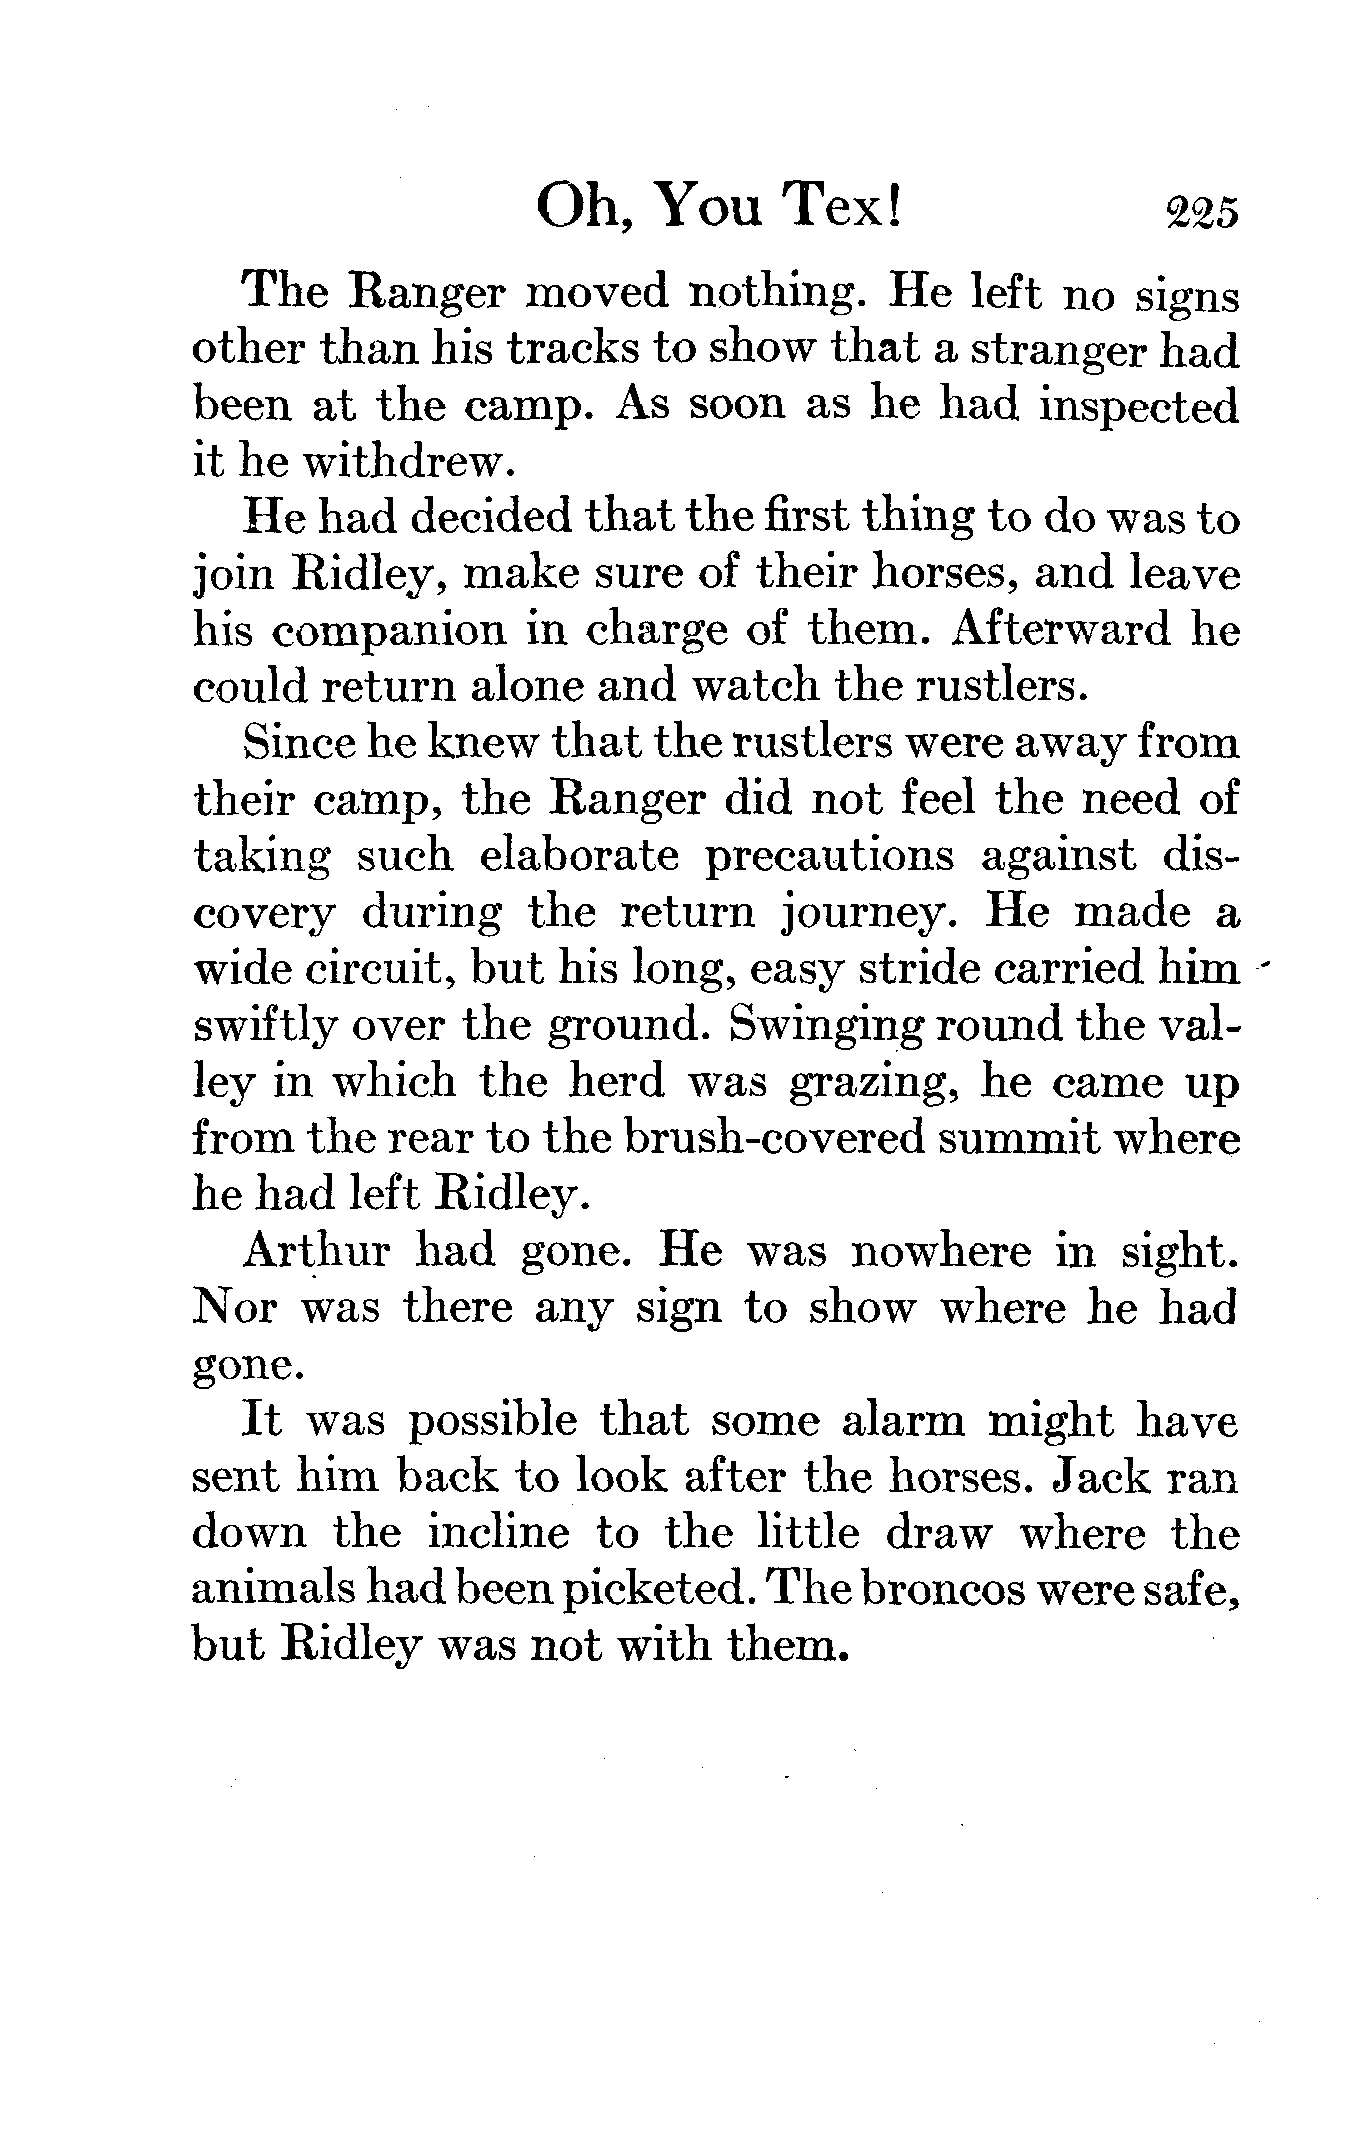 Oh, You Tex! 225
The Ranger moved nothing. He left no signs
other than his tracks to show that a stranger had
been at the camp. As soon as he had inspected
it he withdrew.
He had decided that the first thing to do was to
join Ridley, make sure of their horses, and leave
his companion in charge of them. Afterward he
could return alone and watch the rustlers.
Since he knew that the rustlers were away from
their camp, the Ranger did not feel the need of
taking such elaborate precautions against dis-
covery during the return journey. He made a
wide circuit, but his long, easy stride carried him
swiftly over the ground. Swinging round the val-
ley in which the herd was grazing, he came up
from the rear to the brush-covered summit where
he had left Ridley.
Arthur had gone. He was nowhere in sight.
Nor was there any sign to show where he had
gone.
It was possible that some alarm might have
sent him back to look after the horses. Jack ran
down the incline to the little draw where the
animals had been picketed. The broncos were safe,
but Ridley was not with them.